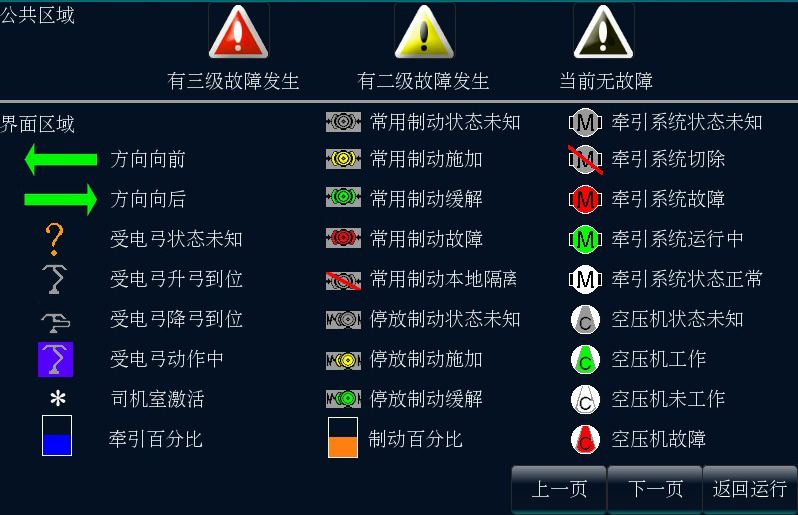 公共区域
有三级故障发生
有二级故障发生
当前无故障
界面区域
方向向前
方向向后
受电弓状态未知
受电弓升弓到位
受电弓降弓到位
受电弓动作中
司机室激活
牵引百分比
常用制动状态未知
常用制动施加
常用制动缓解
常用制动故障
常用制动本地隔离
停放制动状态未知
停放制动施加
停放制动缓解
制动百分比
M 牵引系统状态未知
M 牵引系统切除
M 牵引系统故障
M 牵引系统运行中
M 牵引系统状态正常
C 空压机状态未知
C 空压机工作
C 空压机未工作
C 空压机故障
上一页
下一页
返回运行